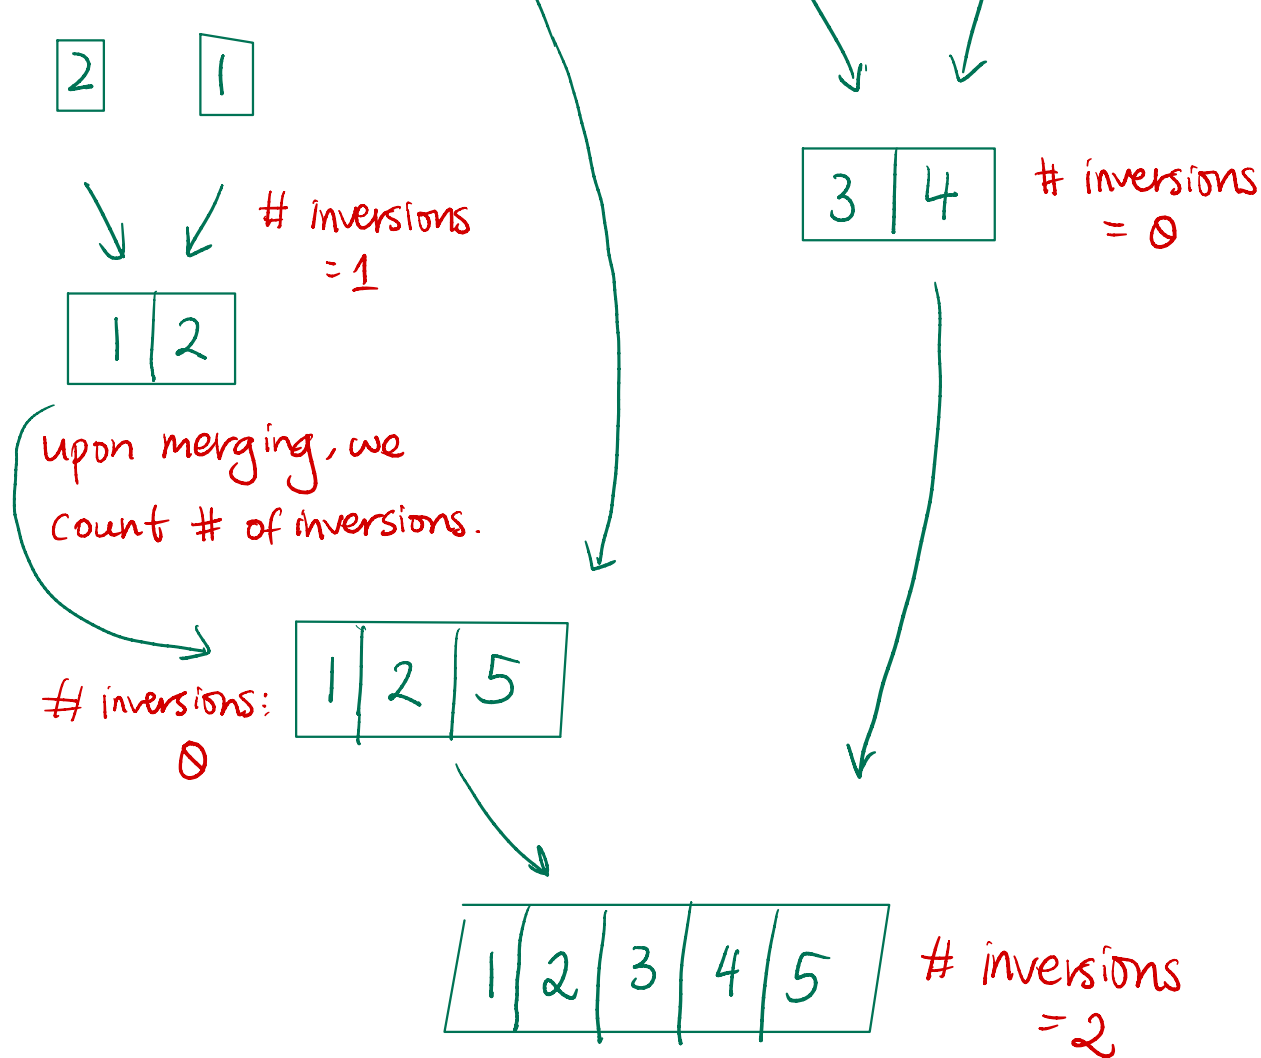 2 1
3 4
# inversions
= 0
# inversions
= 1
1 2
upon merging, we
count # of inversions.
1 2 5
# inversions:
0
1 2 3 4 5
# inversions
= 2